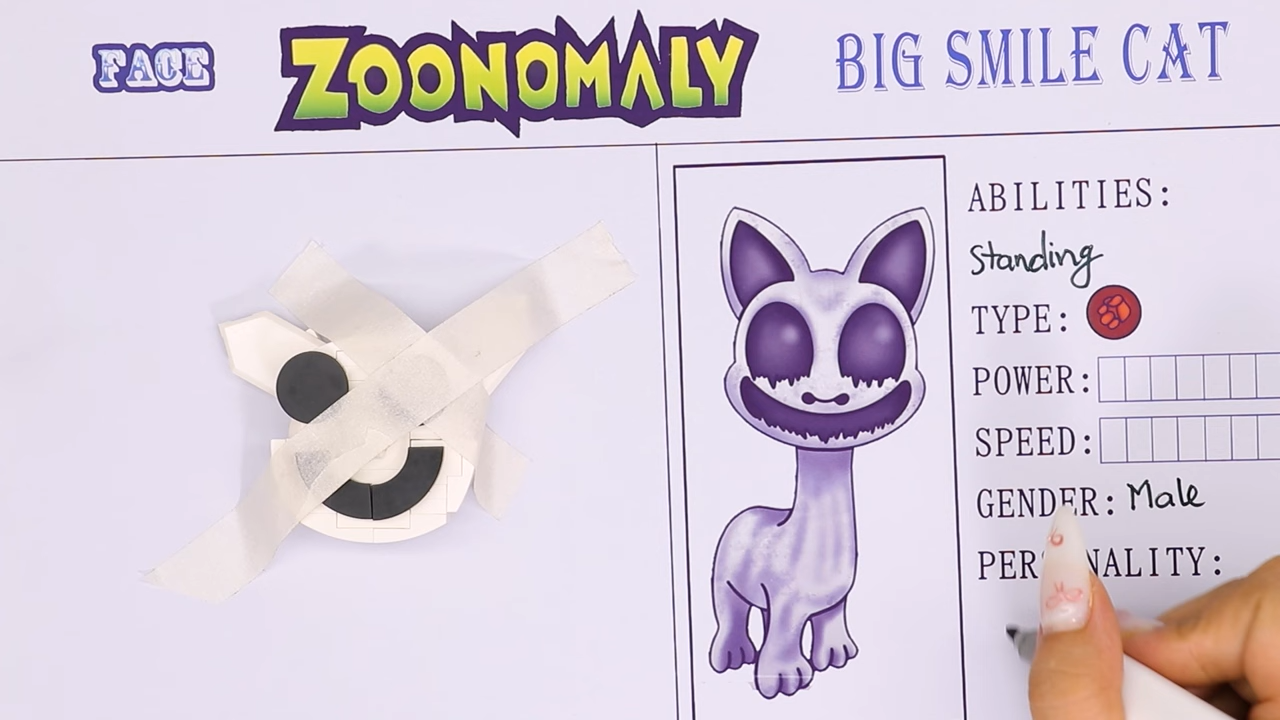 FACE
ZOONOMALY
BIG SMILE CAT
ABILITIES:
Standing
TYPE:
POWER:
SPEED:
GENDER: Male
PERSONALITY: